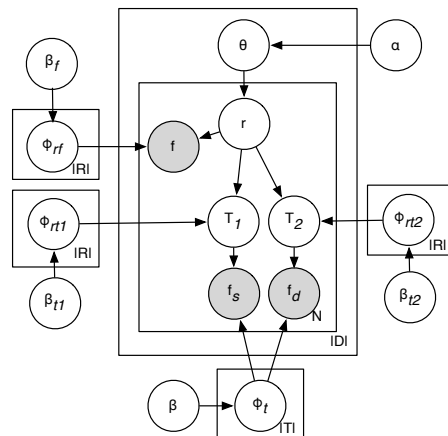 β_f
θ
α
ϕ_rf
|R|
f
r
ϕ_rt1
|R|
T_1
T_2
ϕ_rt2
|R|
β_t1
f_s
f_d
N
β_t2
|D|
β
ϕ_t
|T|